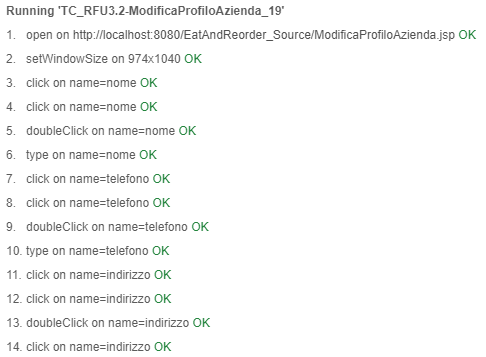 Running 'TC_RFU3.2-ModificaProfiloAzienda_19'
1. open on http://localhost:8080/EatAndReorder_Source/ModificaProfiloAzienda.jsp OK
2. setWindowSize on 974x1040 OK
3. click on name=nome OK
4. click on name=nome OK
5. doubleClick on name=nome OK
6. type on name=nome OK
7. click on name=telefono OK
8. click on name=telefono OK
9. doubleClick on name=telefono OK
10. type on name=telefono OK
11. click on name=indirizzo OK
12. click on name=indirizzo OK
13. doubleClick on name=indirizzo OK
14. click on name=indirizzo OK